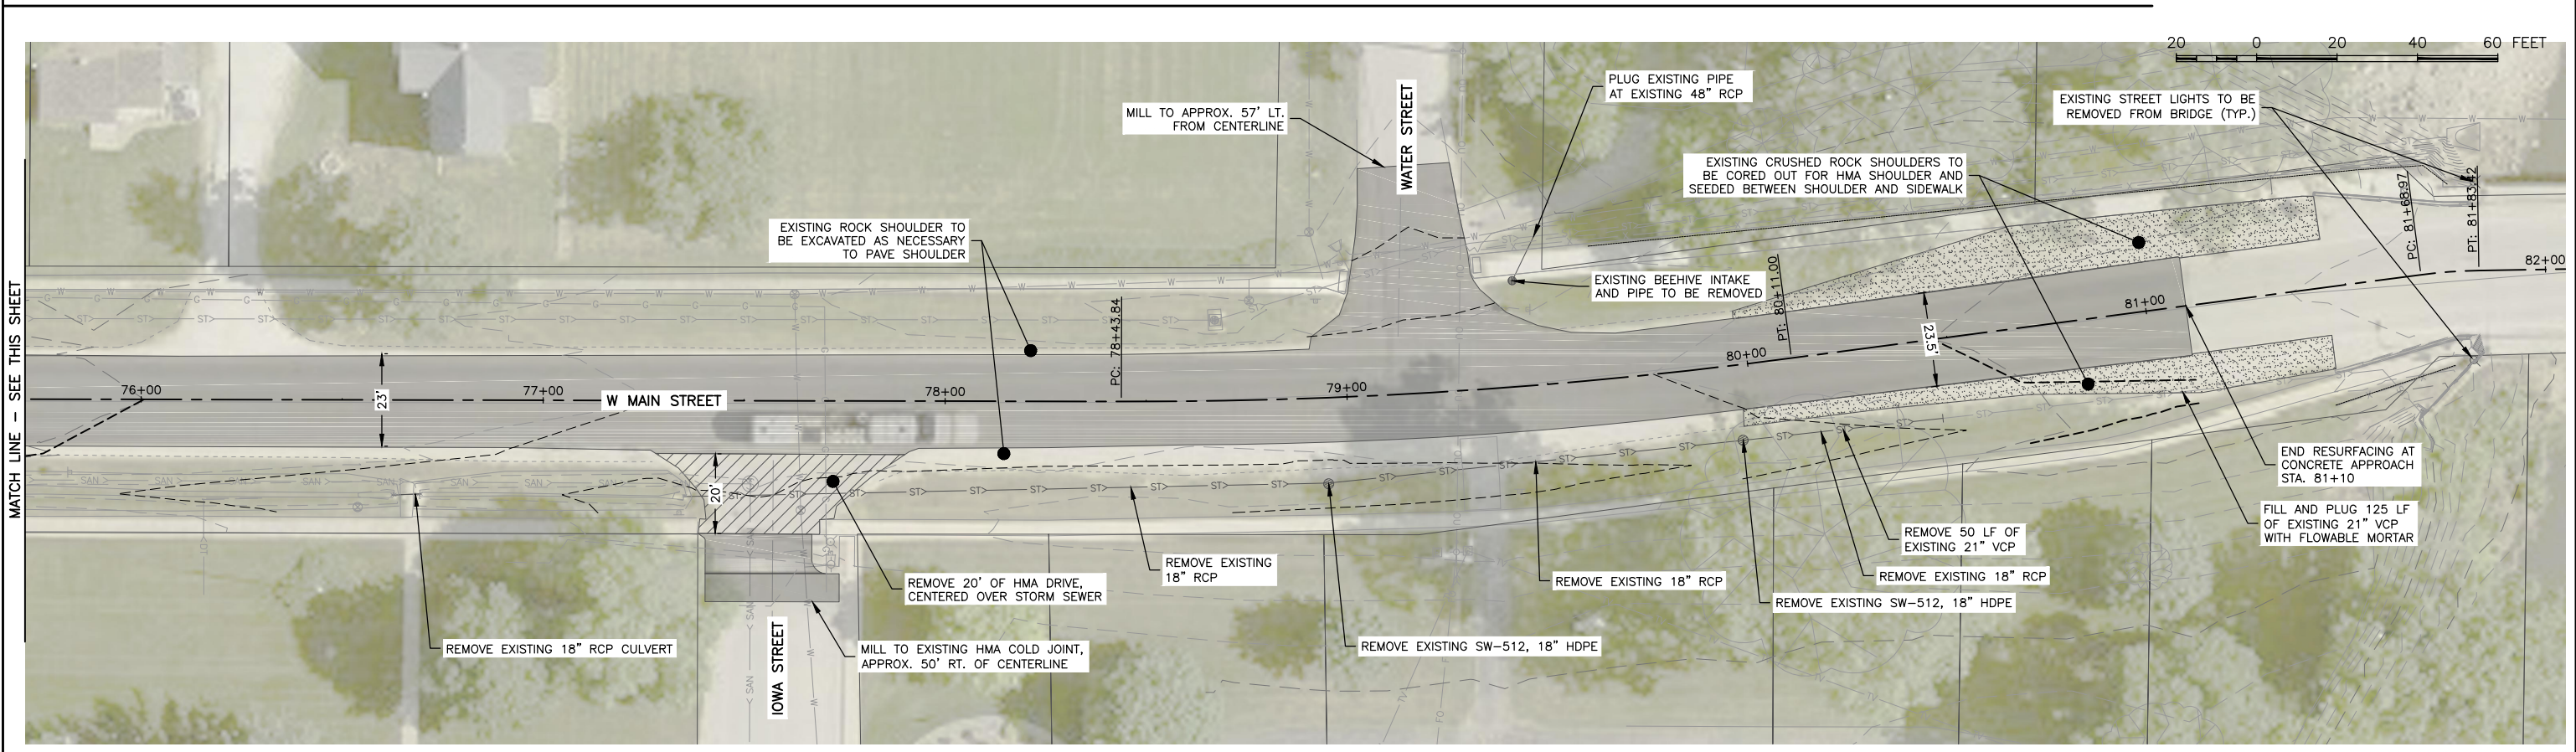 20 0 20 40 60 FEET
PLUG EXISTING PIPE
AT EXISTING 48" RCP
MILL TO APPROX. 57' LT.
FROM CENTERLINE
WATER STREET
EXISTING STREET LIGHTS TO BE
REMOVED FROM BRIDGE (TYP.)
EXISTING CRUSHED ROCK SHOULDERS TO
BE CORED OUT FOR HMA SHOULDER AND
SEEDED BETWEEN SHOULDER AND SIDEWALK
EXISTING ROCK SHOULDER TO
BE EXCAVATED AS NECESSARY
TO PAVE SHOULDER
EXISTING BEEHIVE INTAKE
AND PIPE TO BE REMOVED
PC: 78+43.84
PT: 80+11.00
PC: 81+68.97
PT: 81+83.42
MATCH LINE - SEE THIS SHEET
76+00
77+00
78+00
79+00
80+00
81+00
82+00
23'
W MAIN STREET
23.5'
20'
END RESURFACING AT
CONCRETE APPROACH
STA. 81+10
FILL AND PLUG 125 LF
OF EXISTING 21" VCP
WITH FLOWABLE MORTAR
REMOVE 50 LF OF
EXISTING 21" VCP
REMOVE EXISTING
18" RCP
REMOVE EXISTING 18" RCP
REMOVE EXISTING 18" RCP
REMOVE 20' OF HMA DRIVE,
CENTERED OVER STORM SEWER
REMOVE EXISTING SW-512, 18" HDPE
REMOVE EXISTING 18" RCP CULVERT
IOWA STREET
MILL TO EXISTING HMA COLD JOINT,
APPROX. 50' RT. OF CENTERLINE
REMOVE EXISTING SW-512, 18" HDPE